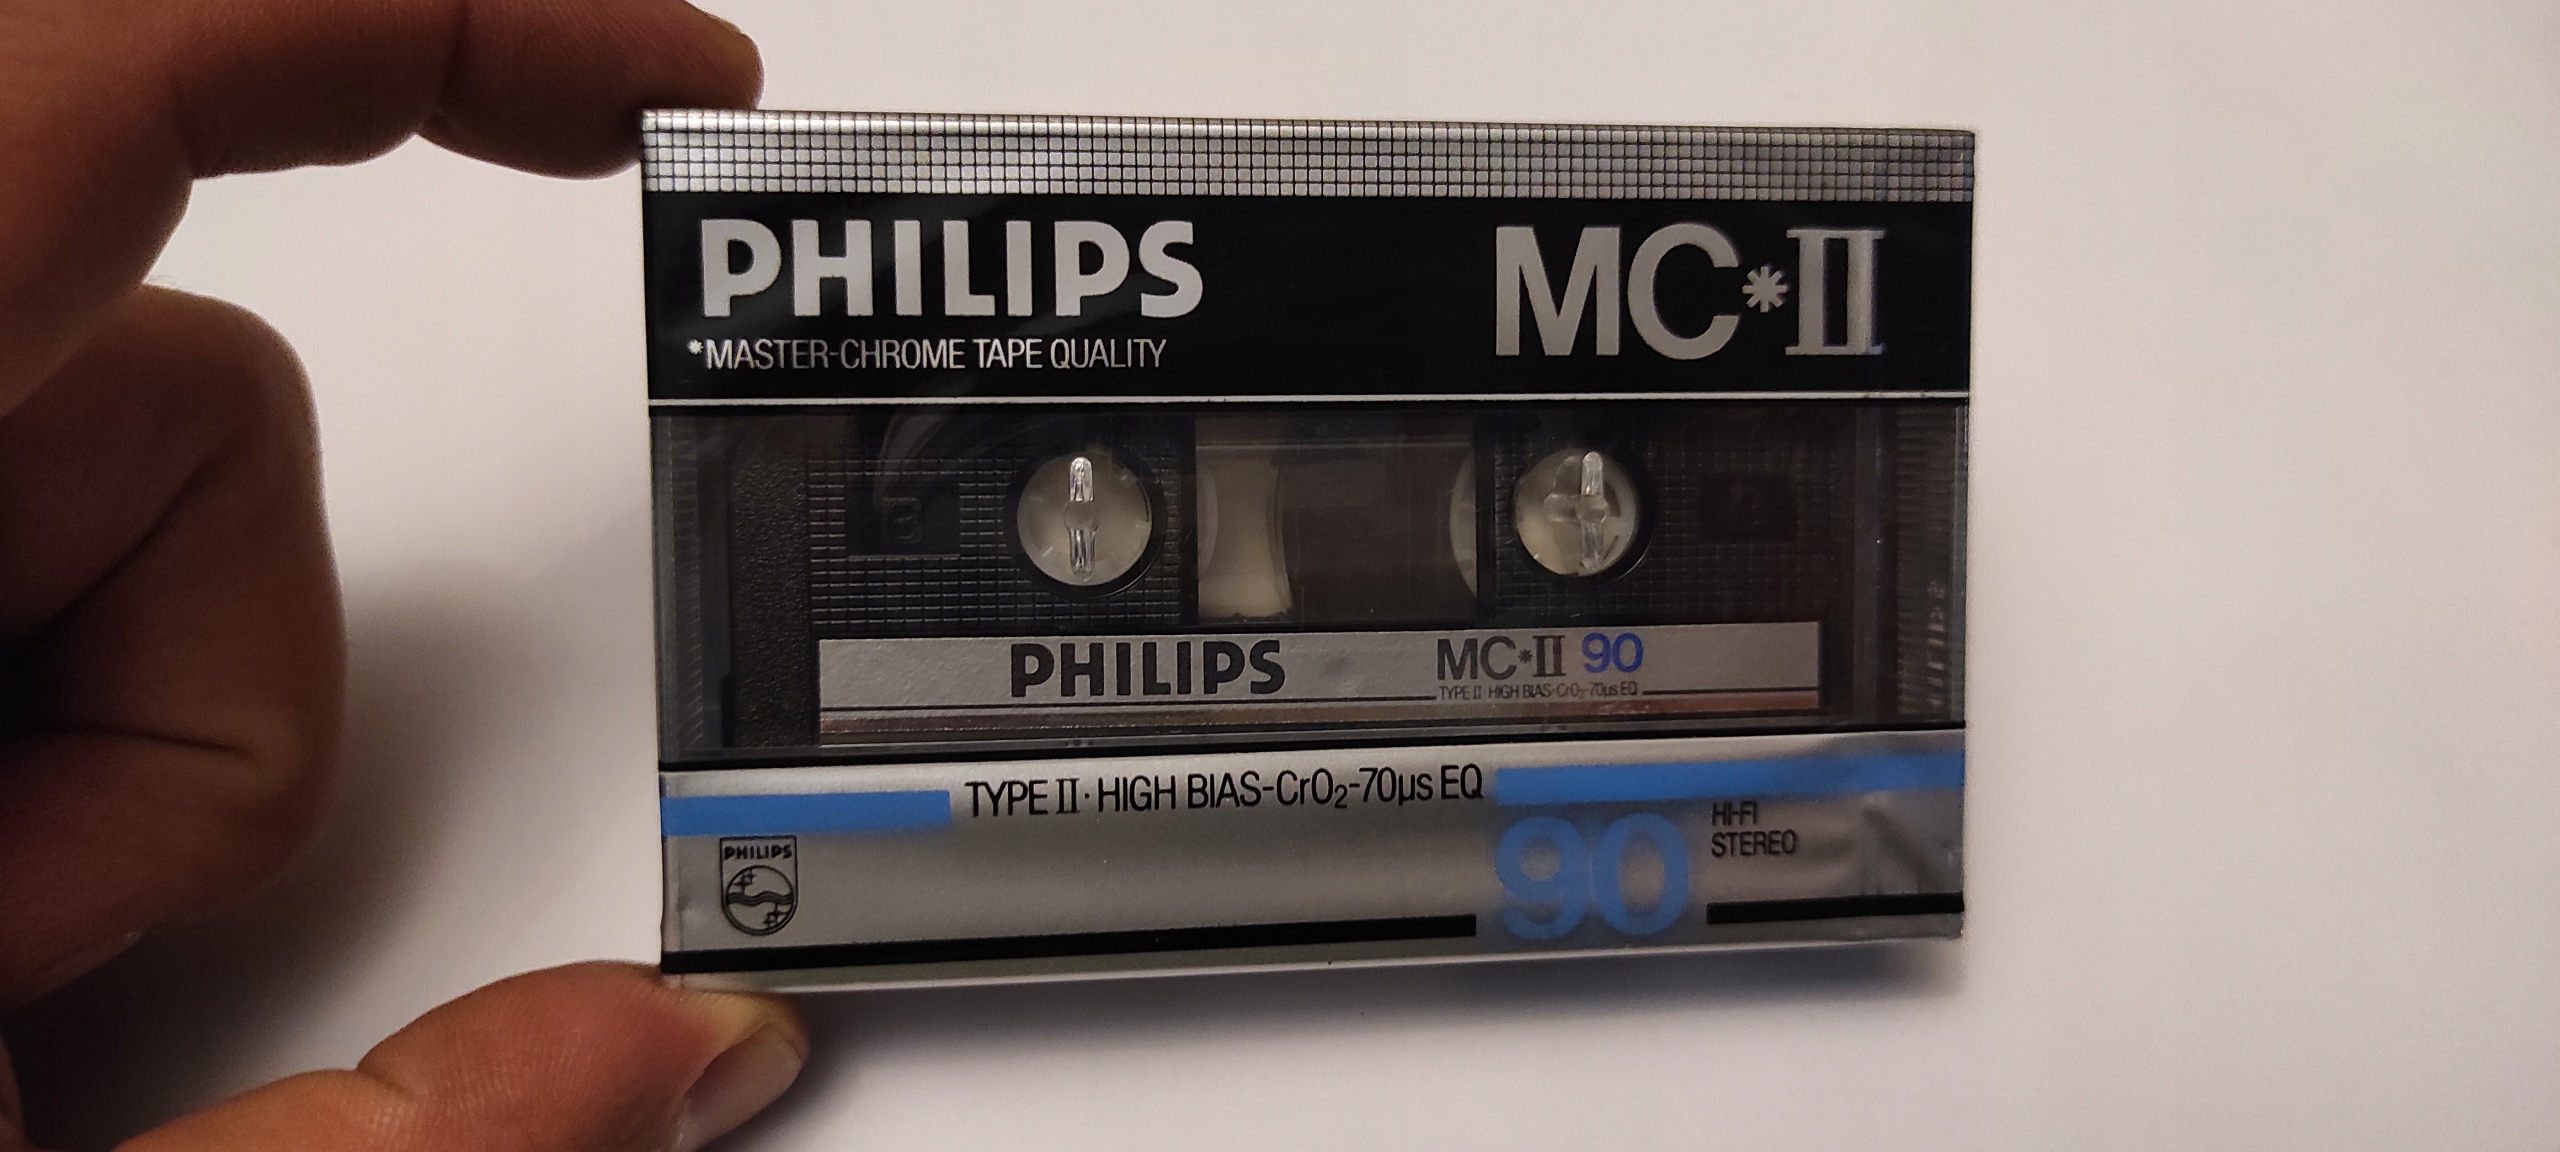 PHILIPS MC*II
*MASTER-CHROME TAPE QUALITY
B
PHILIPS MC*II 90
TYPE II·HIGH BIAS-CrO₂-70µs EQ
TYPE II·HIGH BIAS-CrO₂-70µs EQ
PHILIPS
90
HI-FI
STEREO